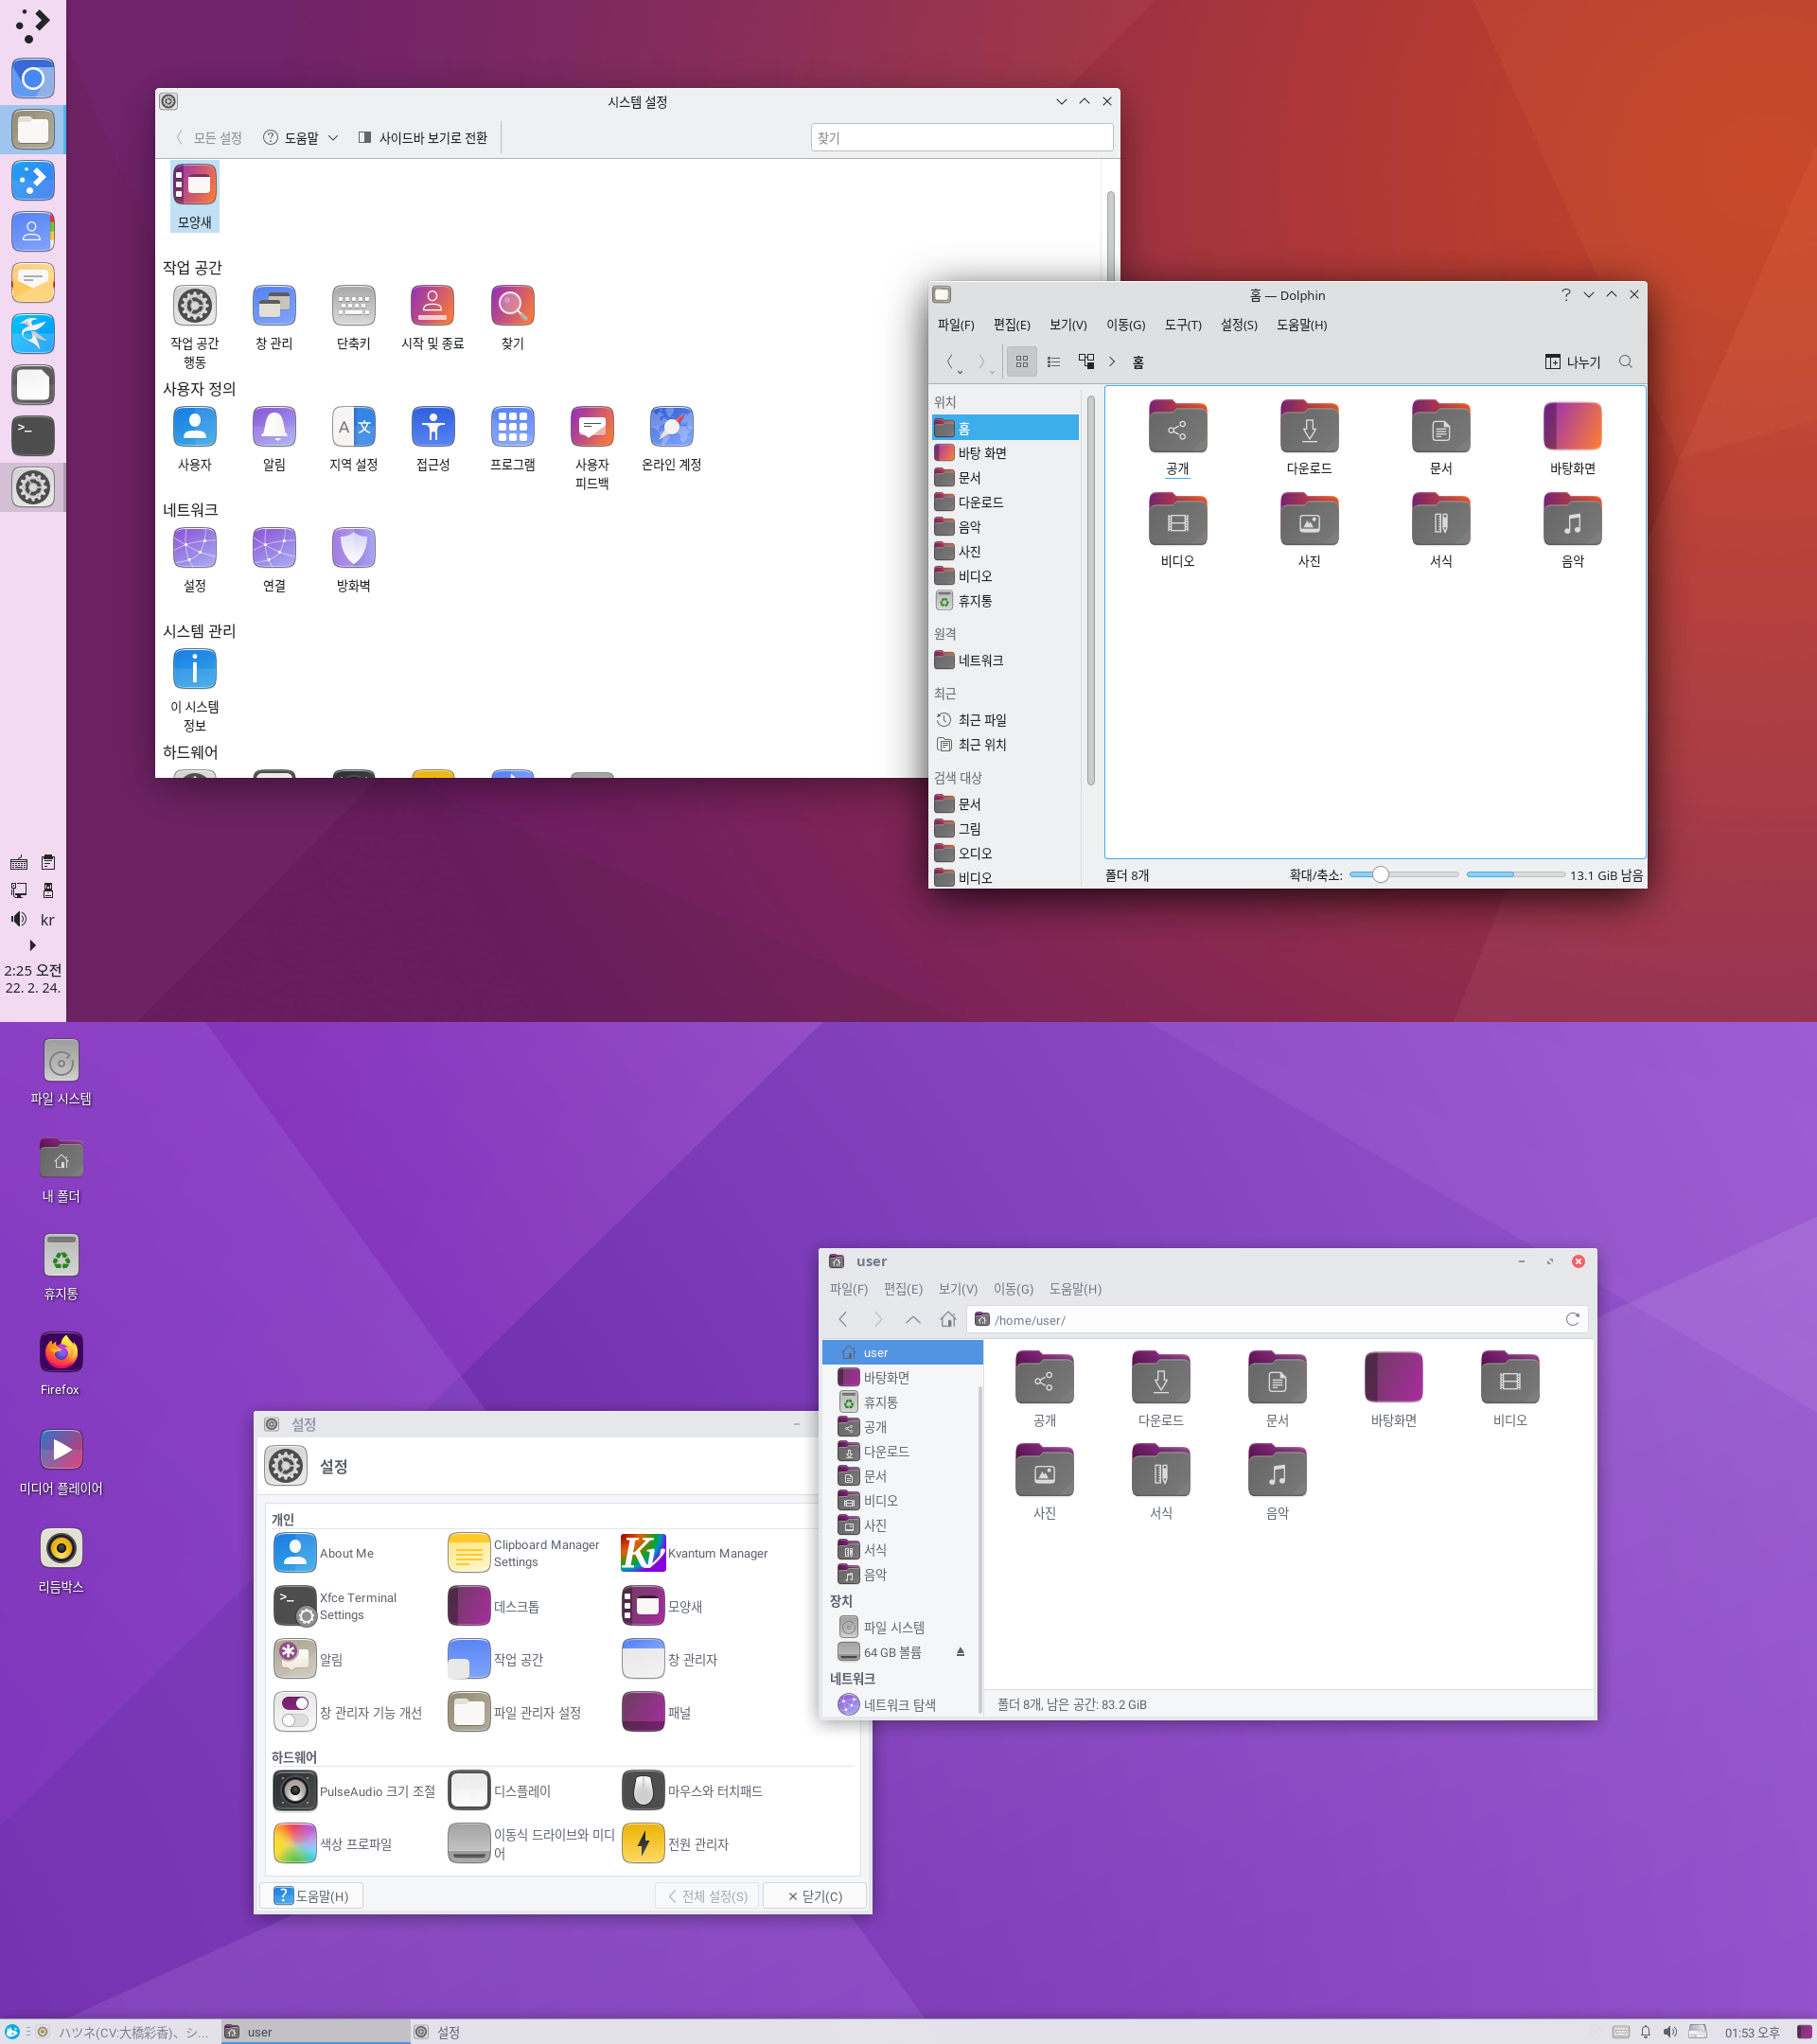 시스템 설정
모든 설정
도움말
사이드바 보기로 전환
찾기
모양새
작업 공간
작업 공간
행동
창 관리
단축키
시작 및 종료
찾기
사용자 정의
사용자
알림
지역 설정
접근성
프로그램
사용자
피드백
온라인 계정
네트워크
설정
연결
방화벽
시스템 관리
이 시스템
정보
하드웨어
홈 — Dolphin
파일(F) 편집(E) 보기(V) 이동(G) 도구(T) 설정(S) 도움말(H)
홈
나누기
위치
홈
바탕 화면
문서
다운로드
음악
사진
비디오
휴지통
원격
네트워크
최근
최근 파일
최근 위치
검색 대상
문서
그림
오디오
비디오
공개
다운로드
문서
바탕화면
비디오
사진
서식
음악
폴더 8개
확대/축소:
13.1 GiB 남음
kr
2:25 오전
22. 2. 24.
파일 시스템
내 폴더
휴지통
Firefox
미디어 플레이어
리듬박스
user
파일(F) 편집(E) 보기(V) 이동(G) 도움말(H)
/home/user/
user
바탕화면
휴지통
공개
다운로드
문서
비디오
사진
서식
음악
장치
파일 시스템
64 GB 볼륨
네트워크
네트워크 탐색
공개
다운로드
문서
바탕화면
비디오
사진
서식
음악
폴더 8개, 남은 공간: 83.2 GiB
설정
설정
개인
About Me
Clipboard Manager
Settings
Kvantum Manager
Xfce Terminal
Settings
데스크톱
모양새
알림
작업 공간
창 관리자
창 관리자 기능 개선
파일 관리자 설정
패널
하드웨어
PulseAudio 크기 조절
디스플레이
마우스와 터치패드
색상 프로파일
이동식 드라이브와 미디
어
전원 관리자
도움말(H)
전체 설정(S)
닫기(C)
ハツネ(CV:大橋彩香)、シ...
user
설정
01:53 오후